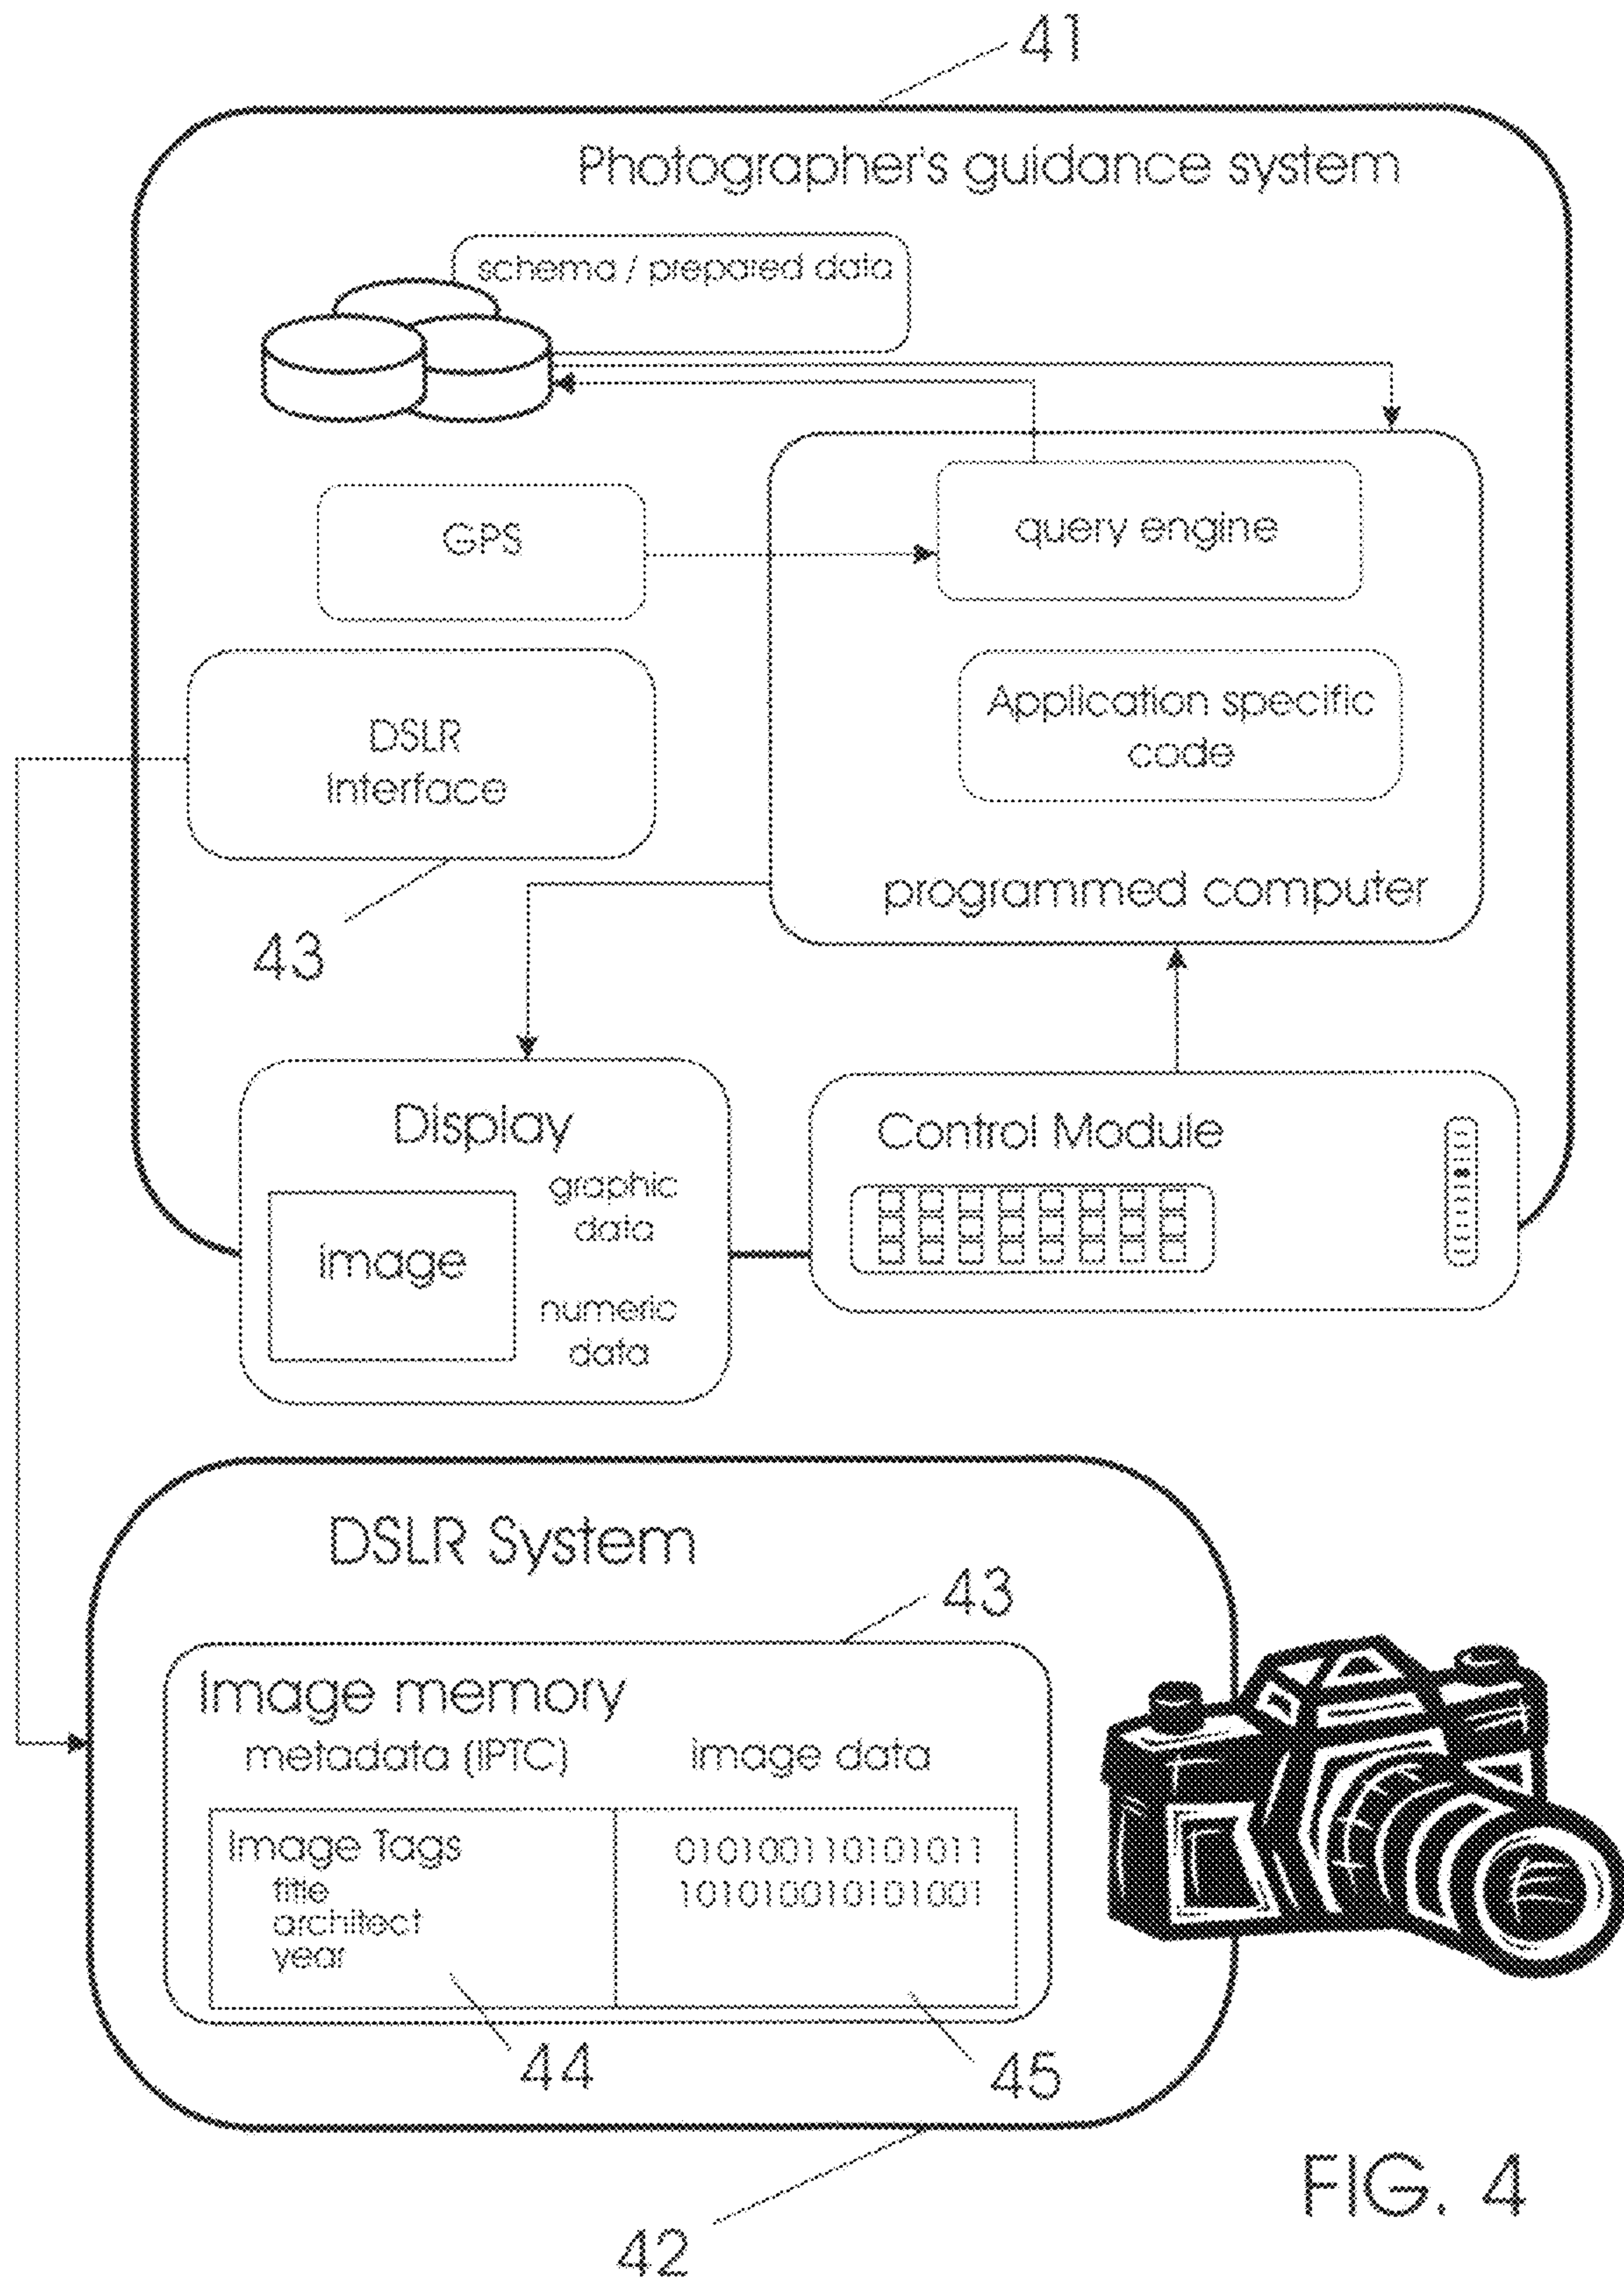 41
Photographer's guidance system
schema / prepared data
GPS
query engine
DSLR
Interface
Application specific
code
programmed computer
43
Display
graphic
data
Image
numeric
data
Control Module
DSLR System
43
Image memory
metadata (IPTC)
image data
Image Tags
title
architect
year
010100110101011
101010010101001
44
45
42
FIG. 4